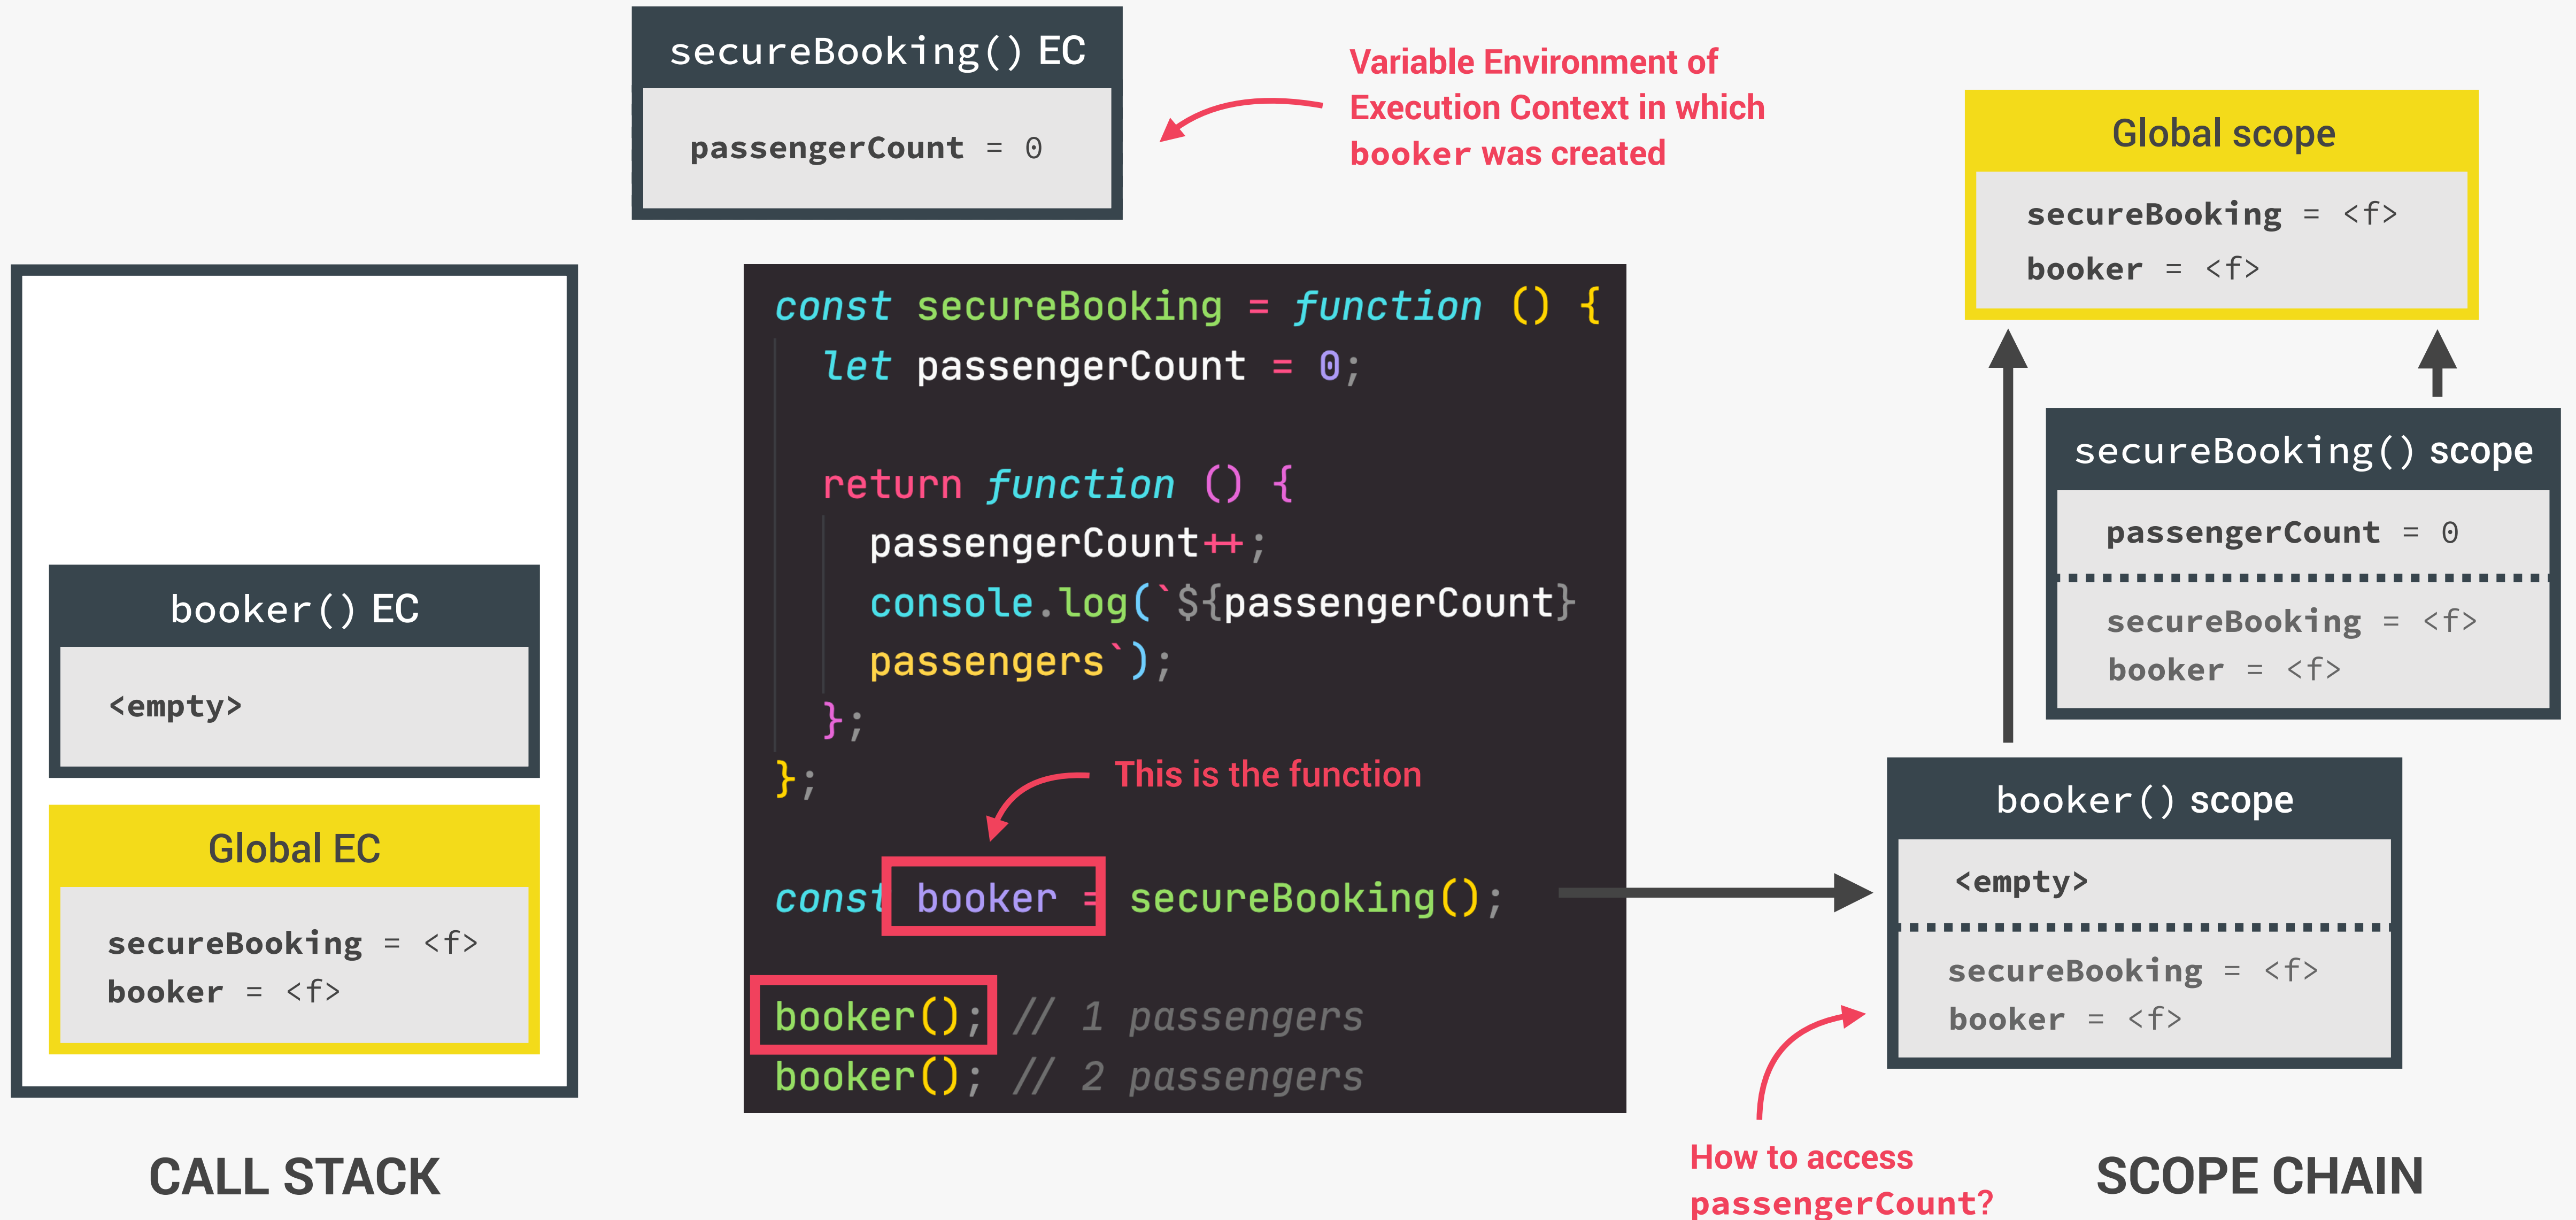 secureBooking() EC
passengerCount = 0
Variable Environment of
Execution Context in which
booker was created
booker() EC
<empty>
Global EC
secureBooking = <f>
booker = <f>
CALL STACK
const secureBooking = function () {
let passengerCount = 0;
return function () {
passengerCount++;
console.log(`${passengerCount}
passengers`);
};
};
This is the function
const booker = secureBooking();
booker(); // 1 passengers
booker(); // 2 passengers
Global scope
secureBooking = <f>
booker = <f>
secureBooking() scope
passengerCount = 0
secureBooking = <f>
booker = <f>
booker() scope
<empty>
secureBooking = <f>
booker = <f>
How to access
passengerCount?
SCOPE CHAIN